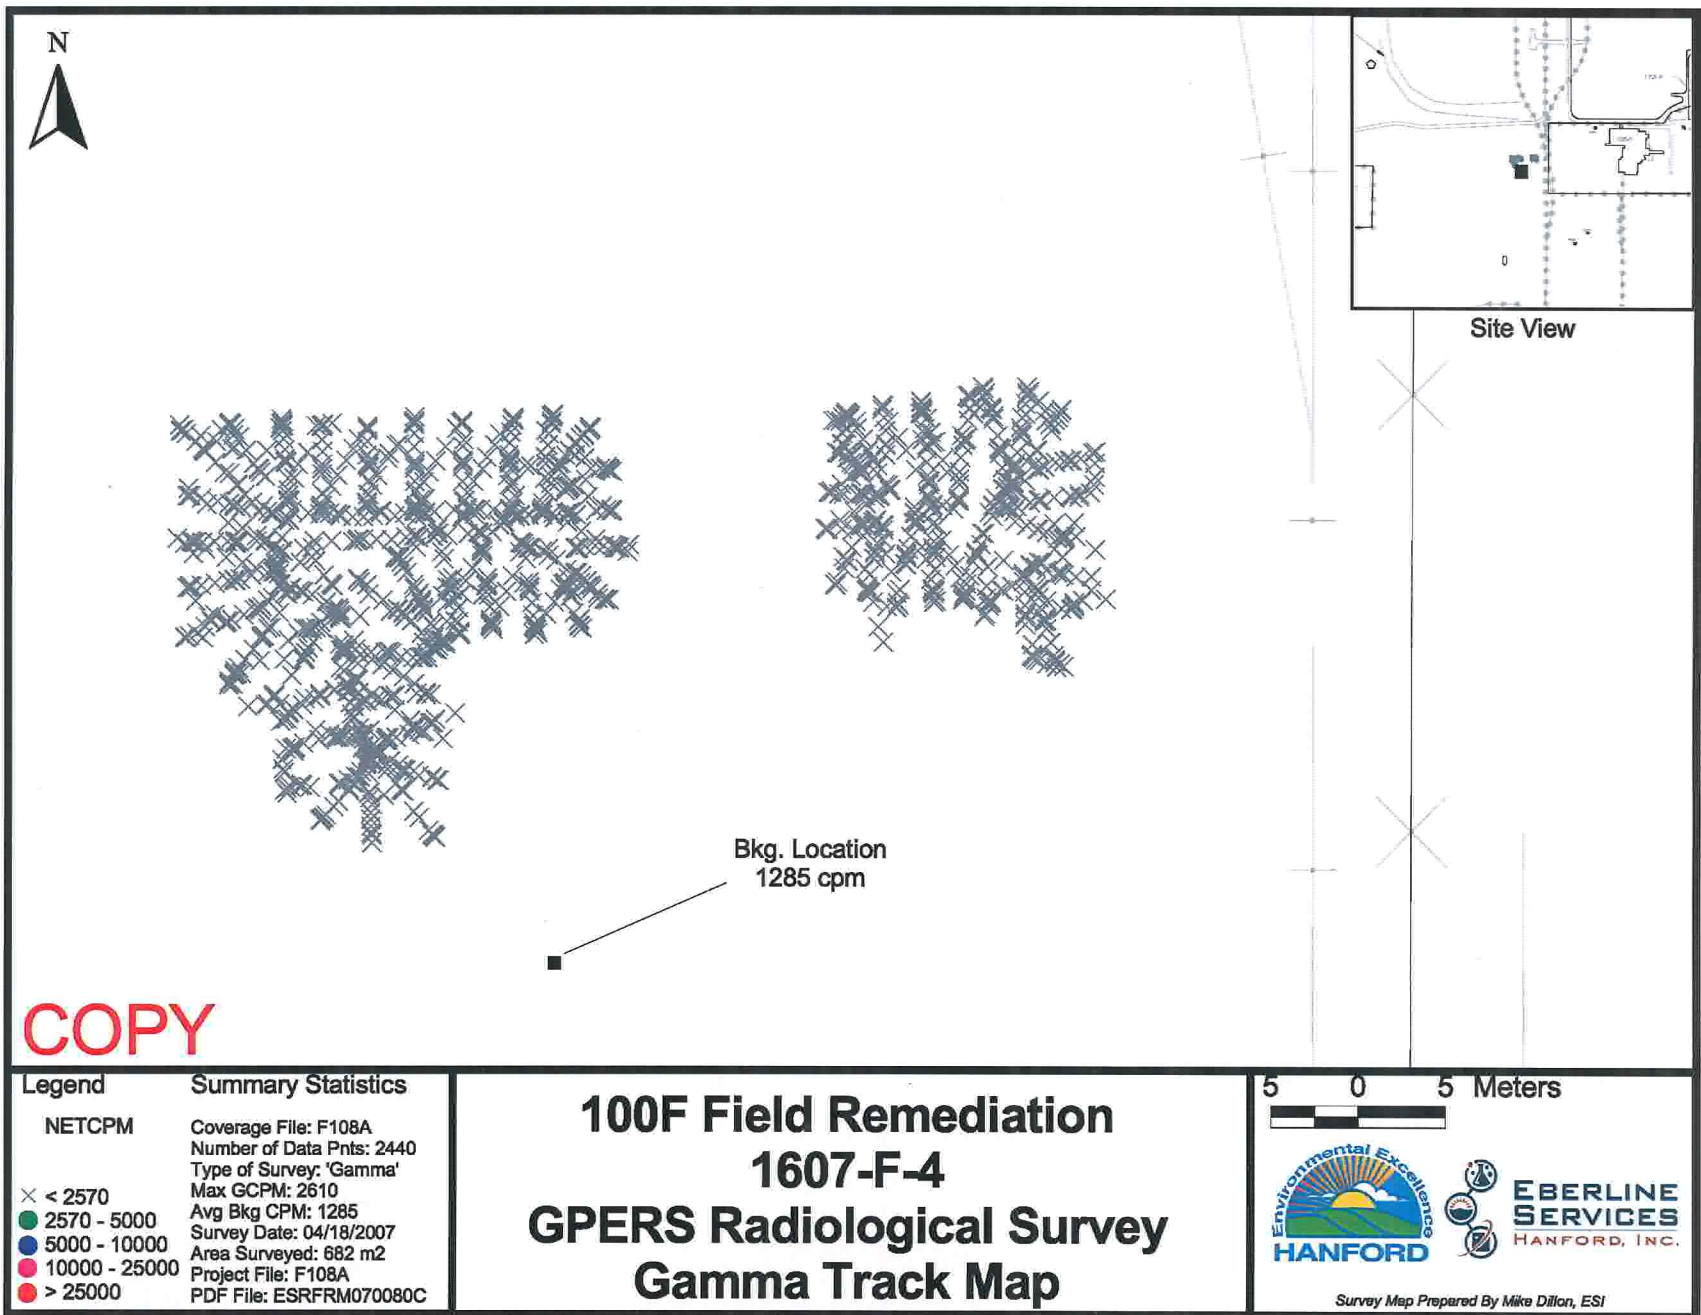 N
Site View
Bkg. Location
1285 cpm
COPY
Legend
NETCPM
< 2570
2570 - 5000
5000 - 10000
10000 - 25000
> 25000
Summary Statistics
Coverage File: F108A
Number of Data Pnts: 2440
Type of Survey: 'Gamma'
Max GCPM: 2610
Avg Bkg CPM: 1285
Survey Date: 04/18/2007
Area Surveyed: 682 m2
Project File: F108A
PDF File: ESRFRM070080C
100F Field Remediation
1607-F-4
GPERS Radiological Survey
Gamma Track Map
5 0 5 Meters
Environmental Excellence
HANFORD
EBERLINE
SERVICES
HANFORD, INC.
Survey Map Prepared By Mike Dillon, ESI